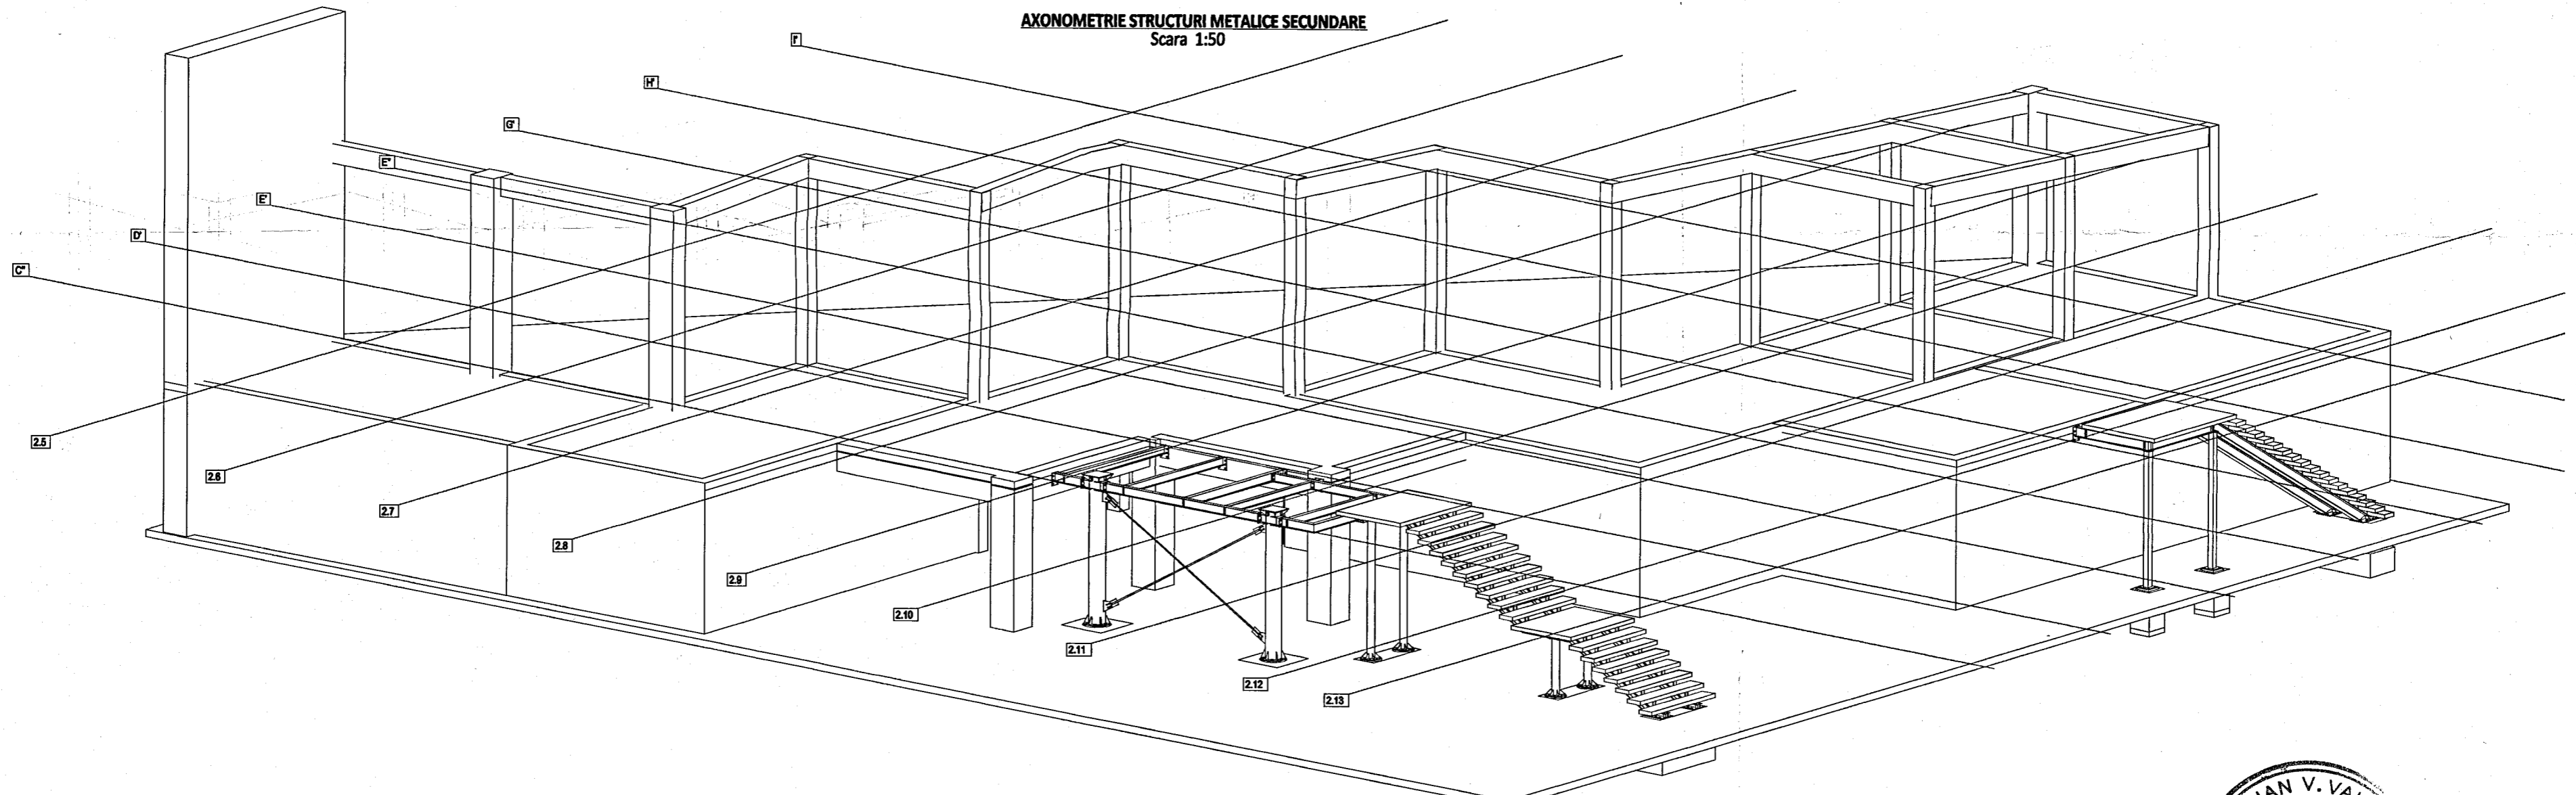 AXONOMETRIE STRUCTURI METALICE SECUNDARE
Scara 1:50
I'
H'
G'
E"
E'
D'
C"
2.5
2.6
2.7
2.8
2.9
2.10
2.11
2.12
2.13
V.